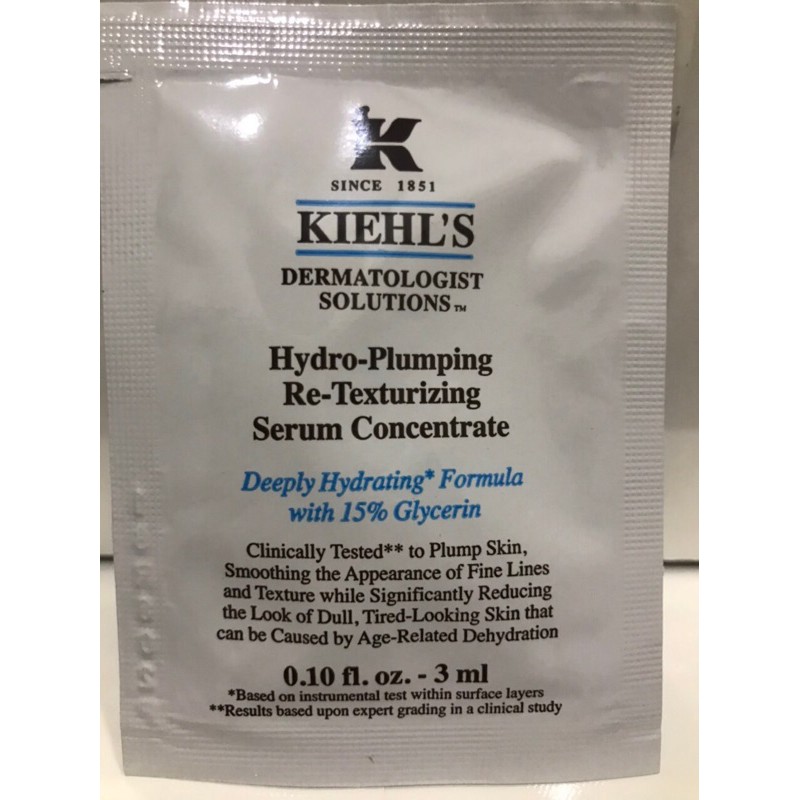 K
SINCE 1851
KIEHL'S
DERMATOLOGIST
SOLUTIONS™
Hydro-Plumping
Re-Texturizing
Serum Concentrate
Deeply Hydrating* Formula
with 15% Glycerin
Clinically Tested** to Plump Skin,
Smoothing the Appearance of Fine Lines
and Texture while Significantly Reducing
the Look of Dull, Tired-Looking Skin that
can be Caused by Age-Related Dehydration
0.10 fl. oz. - 3 ml
*Based on instrumental test within surface layers
**Results based upon expert grading in a clinical study